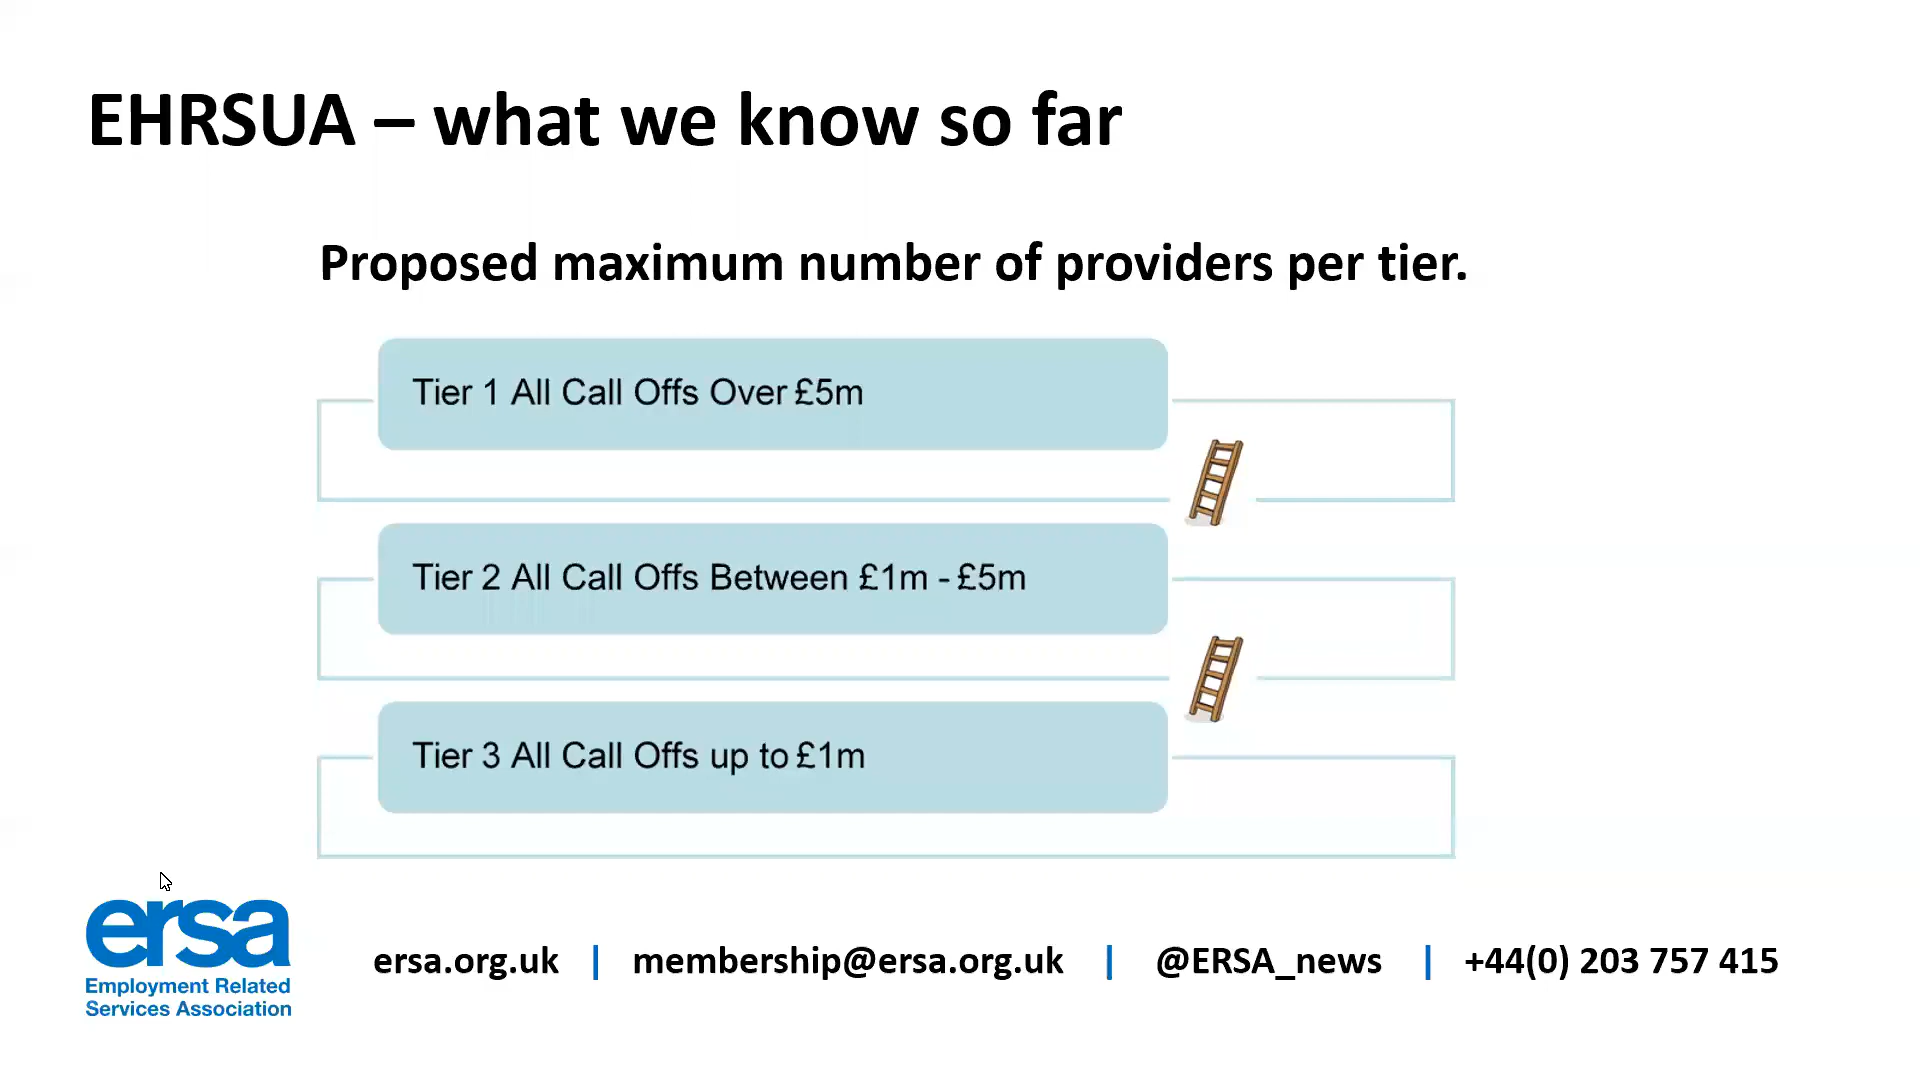 EHRSUA – what we know so far
Proposed maximum number of providers per tier.
Tier 1 All Call Offs Over £5m
Tier 2 All Call Offs Between £1m - £5m
Tier 3 All Call Offs up to £1m
ersa
Employment Related
Services Association
ersa.org.uk | membership@ersa.org.uk | @ERSA_news | +44(0) 203 757 415